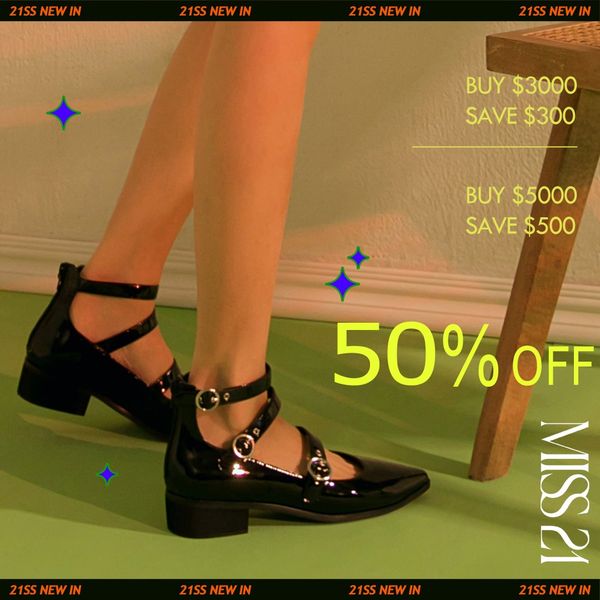 21SS NEW IN 21SS NEW IN 21SS NEW IN 21SS NEW IN
BUY $3000
SAVE $300
BUY $5000
SAVE $500
50% OFF
MISS 21
21SS NEW IN 21SS NEW IN 21SS NEW IN 21SS NEW IN